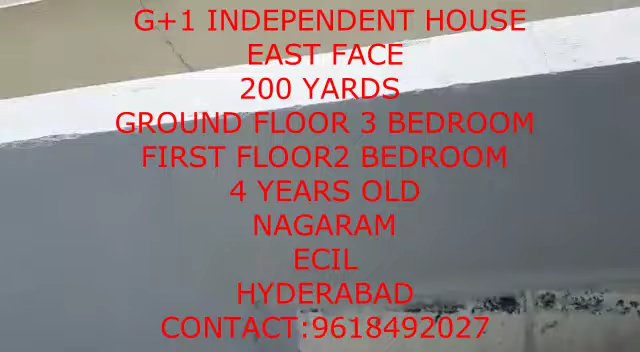 G+1 INDEPENDENT HOUSE
EAST FACE
200 YARDS
GROUND FLOOR 3 BEDROOM
FIRST FLOOR2 BEDROOM
4 YEARS OLD
NAGARAM
ECIL
HYDERABAD
CONTACT:9618492027